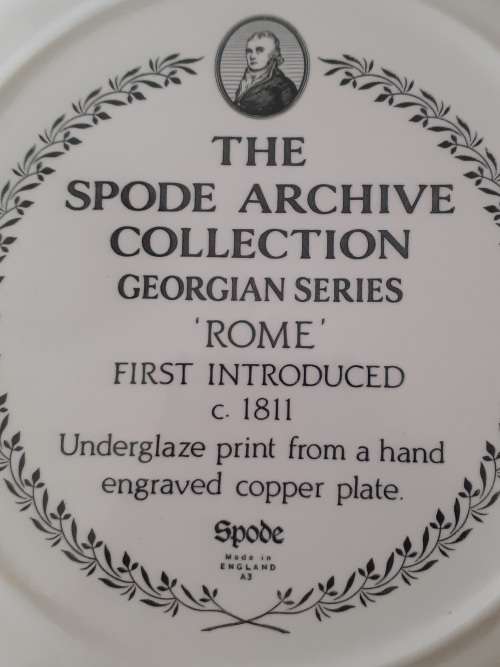 THE
SPODE ARCHIVE
COLLECTION
GEORGIAN SERIES
'ROME'
FIRST INTRODUCED
c. 1811
Underglaze print from a hand
engraved copper plate.
Spode
Made in
ENGLAND
A3